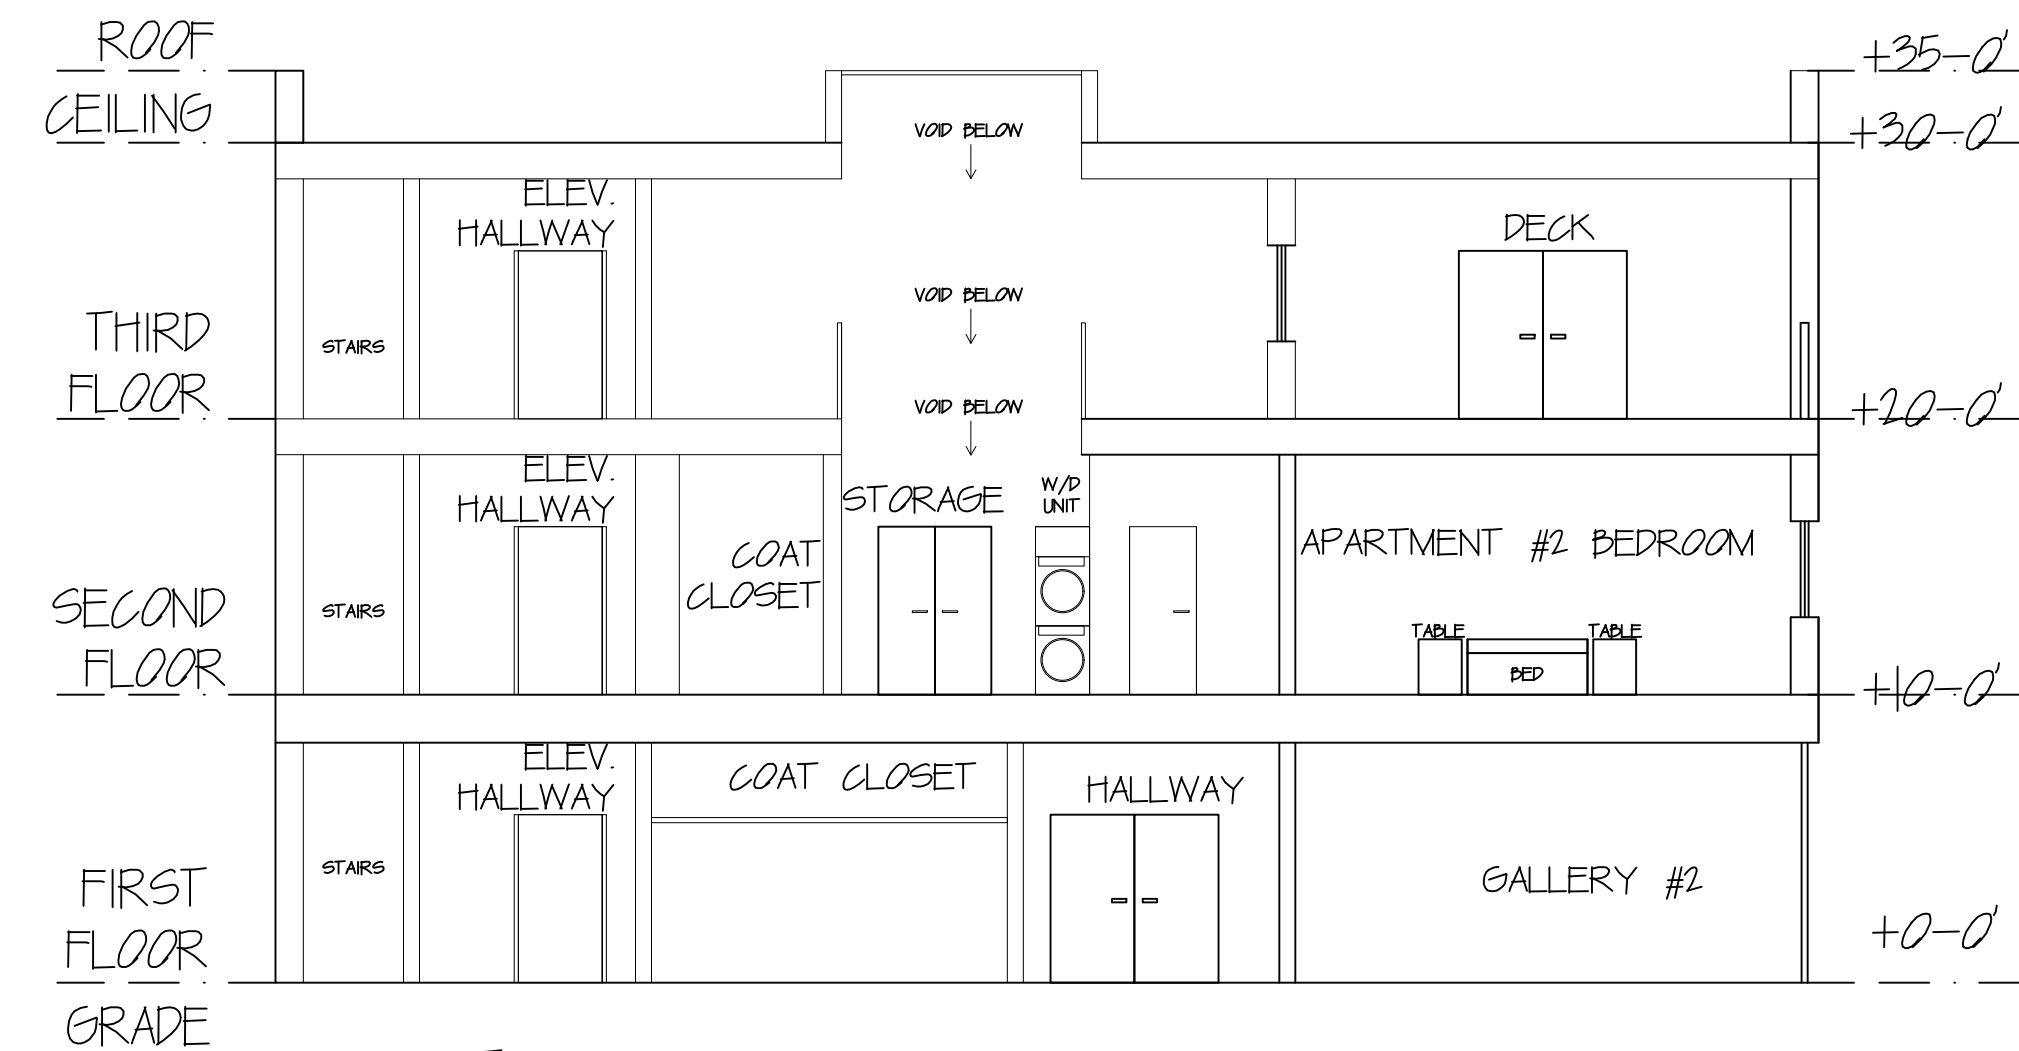 ROOF
+35-0'
CEILING
+30-0'
VOID BELOW
ELEV.
HALLWAY
DECK
VOID BELOW
THIRD
FLOOR
STAIRS
VOID BELOW
+20-0'
ELEV.
HALLWAY
STORAGE
W/D
UNIT
COAT
CLOSET
APARTMENT #2 BEDROOM
SECOND
FLOOR
STAIRS
TABLE
TABLE
BED
+10-0'
ELEV.
HALLWAY
COAT CLOSET
HALLWAY
STAIRS
GALLERY #2
FIRST
FLOOR
+0-0'
GRADE